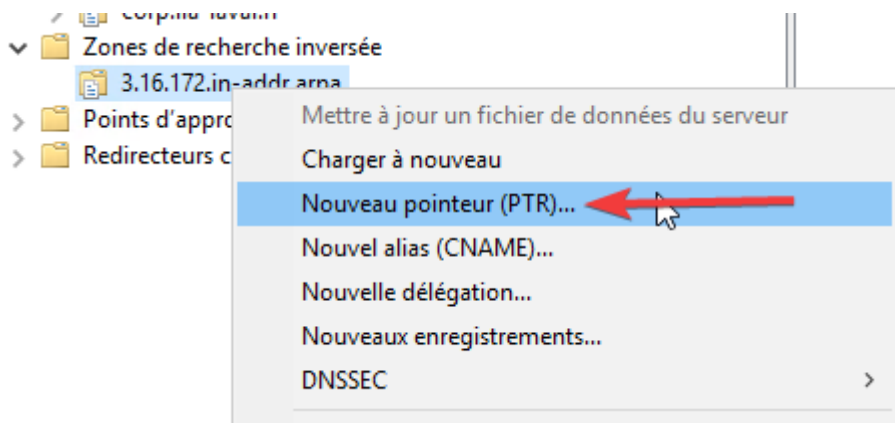 Zones de recherche inversée
3.16.172.in-addr.arpa
Points d'appro
Redirecteurs c
Mettre à jour un fichier de données du serveur
Charger à nouveau
Nouveau pointeur (PTR)...
Nouvel alias (CNAME)...
Nouvelle délégation...
Nouveaux enregistrements...
DNSSEC